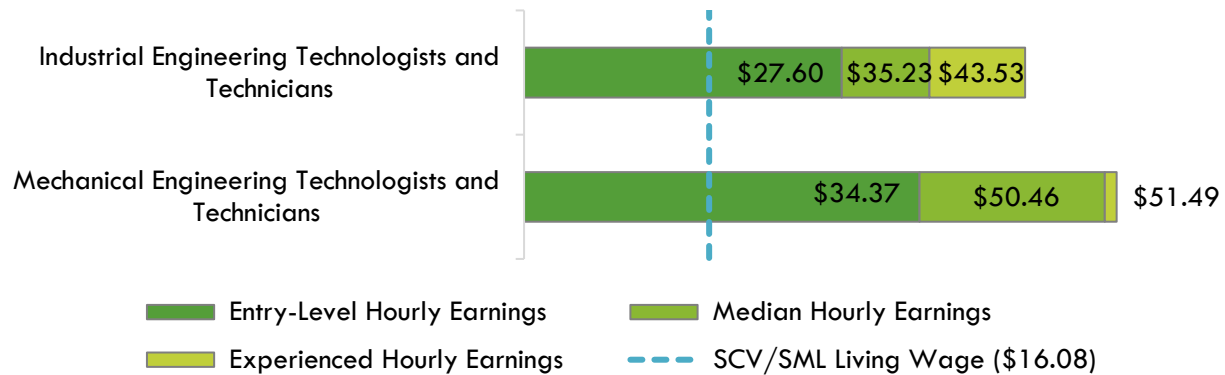 Industrial Engineering Technologists and
Technicians
$27.60 $35.23 $43.53
Mechanical Engineering Technologists and
Technicians
$34.37 $50.46 $51.49
Entry-Level Hourly Earnings
Median Hourly Earnings
Experienced Hourly Earnings
SCV/SML Living Wage ($16.08)